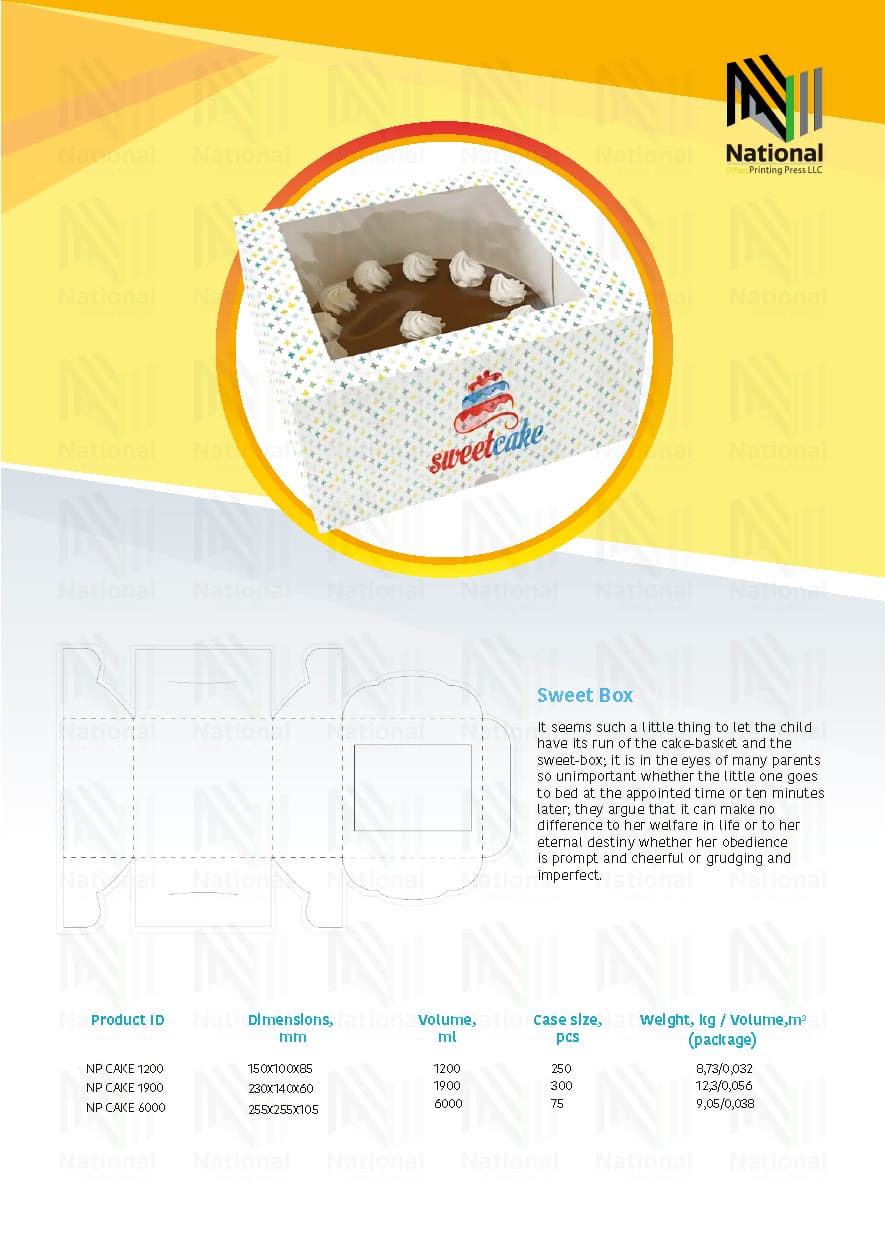 National
Offset Printing Press LLC
sweetcake
Sweet Box
It seems such a little thing to let the child
have its run of the cake-basket and the
sweet-box; it is in the eyes of many parents
so unimportant whether the little one goes
to bed at the appointed time or ten minutes
later; they argue that it can make no
difference to her welfare in life or to her
eternal destiny whether her obedience
is prompt and cheerful or grudging and
imperfect.
Product ID Dimensions, mm Volume, ml Case size, pcs Weight, kg / Volume,m³ (package)
NP CAKE 1200 150x100x85 1200 250 8,73/0,032
NP CAKE 1900 230x140x60 1900 300 12,3/0,056
NP CAKE 6000 255x255x105 6000 75 9,05/0,038